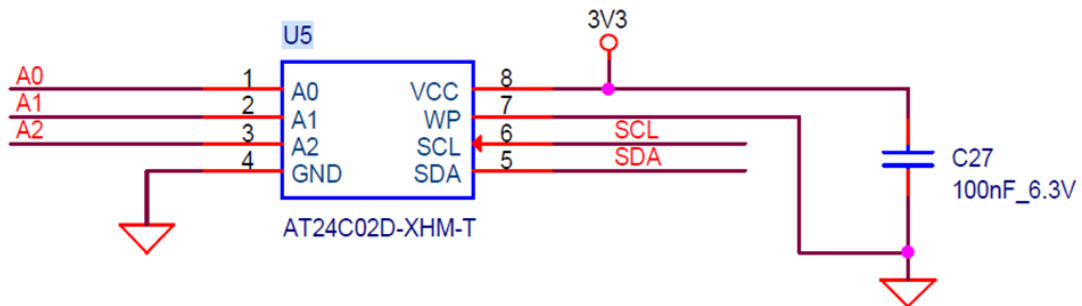 3V3
U5
A0 1 A0 VCC 8
A1 2 A1 WP 7
A2 3 A2 SCL 6 SCL
4 GND SDA 5 SDA
C27
100nF_6.3V
AT24C02D-XHM-T